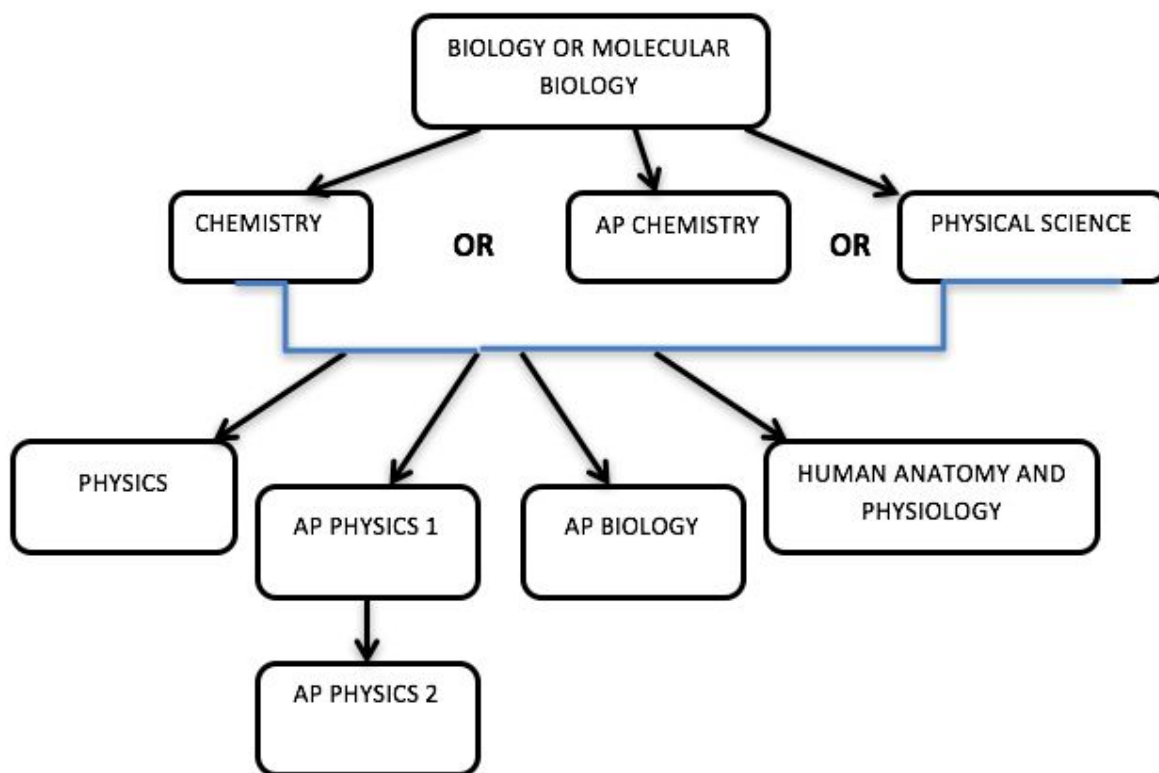 BIOLOGY OR MOLECULAR
BIOLOGY
CHEMISTRY
OR
AP CHEMISTRY
OR
PHYSICAL SCIENCE
PHYSICS
AP PHYSICS 1
AP BIOLOGY
HUMAN ANATOMY AND
PHYSIOLOGY
AP PHYSICS 2